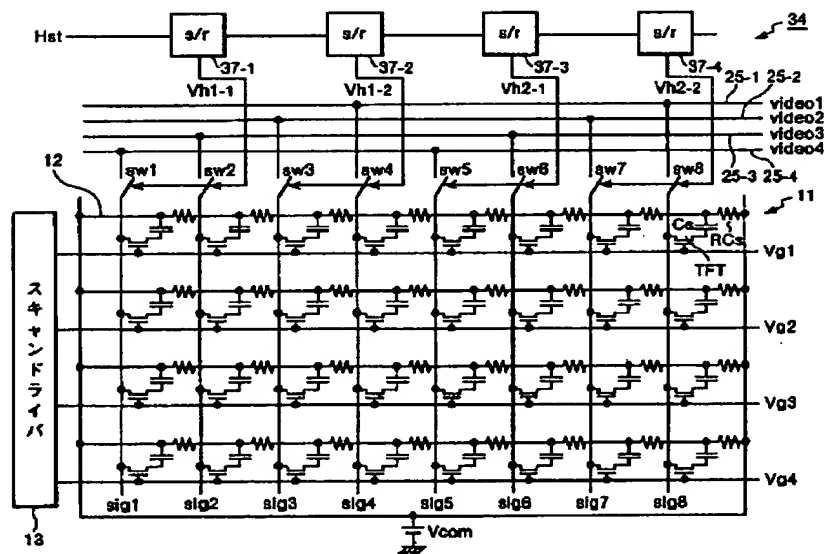 Hst
s/r
s/r
s/r
s/r
34
37-1
37-2
37-3
37-4
Vh1-1
Vh1-2
Vh2-1
Vh2-2
25-1
25-2
video1
video2
video3
video4
25-3
25-4
12
sw1
sw2
sw3
sw4
sw5
sw6
sw7
sw8
11
Cs
RCs
TFT
Vg1
Vg2
Vg3
Vg4
スキャンドライバ
13
sig1
sig2
sig3
sig4
sig5
sig6
sig7
sig8
Vcom